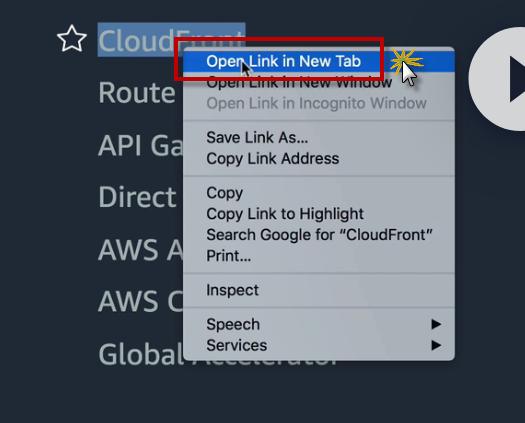 CloudFront
Open Link in New Tab
Route
Open Link in New Window
Open Link in Incognito Window
API Ga
Save Link As...
Copy Link Address
Direct
Copy
Copy Link to Highlight
Search Google for “CloudFront”
AWS A
Print...
Inspect
AWS C
Speech
Services
Global Accelerator